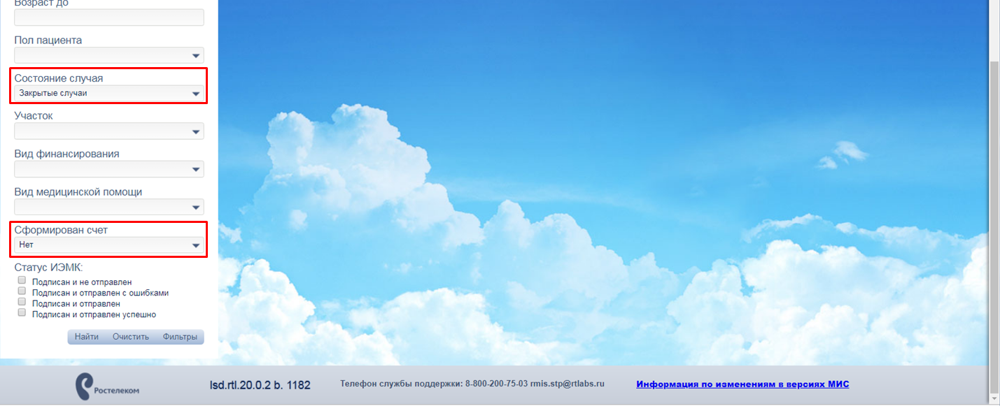 Возраст до
Пол пациента
Состояние случая
Закрытые случаи
Участок
Вид финансирования
Вид медицинской помощи
Сформирован счет
Нет
Статус ИЭМК:
Подписан и не отправлен
Подписан и отправлен с ошибками
Подписан и отправлен
Подписан и отправлен успешно
Найти Очистить Фильтры
Ростелеком lsd.rtl.20.0.2 b. 1182 Телефон службы поддержки: 8-800-200-75-03 rmis.stp@rtlabs.ru Информация по изменениям в версиях МИС